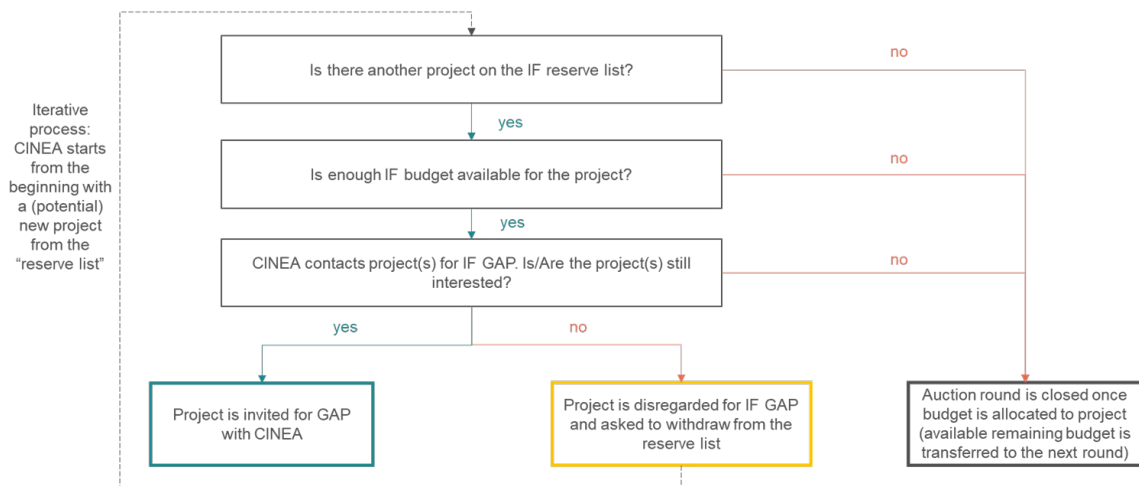 Is there another project on the IF reserve list?
no
yes
Iterative
process:
CINEA starts
from the
beginning with
a (potential)
new project
from the
“reserve list”
Is enough IF budget available for the project?
no
yes
CINEA contacts project(s) for IF GAP. Is/Are the project(s) still
interested?
no
yes
no
Project is invited for GAP
with CINEA
Project is disregarded for IF GAP
and asked to withdraw from the
reserve list
Auction round is closed once
budget is allocated to project
(available remaining budget is
transferred to the next round)